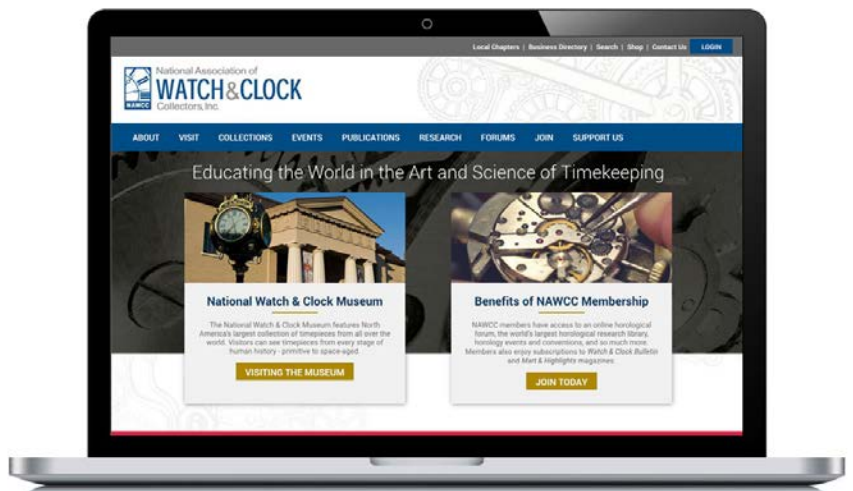 Local Chapters | Business Directory | Search | Shop | Contact Us LOGIN
National Association of
WATCH & CLOCK
Collectors, Inc.
NAWCC
ABOUT VISIT COLLECTIONS EVENTS PUBLICATIONS RESEARCH FORUMS JOIN SUPPORT US
Educating the World in the Art and Science of Timekeeping
National Watch & Clock Museum
The National Watch & Clock Museum features North
America's largest collection of timepieces from all over the
world. Visitors can see timepieces from every stage of
human history - primitive to space-aged.
VISITING THE MUSEUM
Benefits of NAWCC Membership
NAWCC members have access to an online horological
forum, the world's largest horological research library,
horology events and conventions, and so much more.
Members also enjoy subscriptions to Watch & Clock Bulletin
and Mart & Highlights magazines.
JOIN TODAY